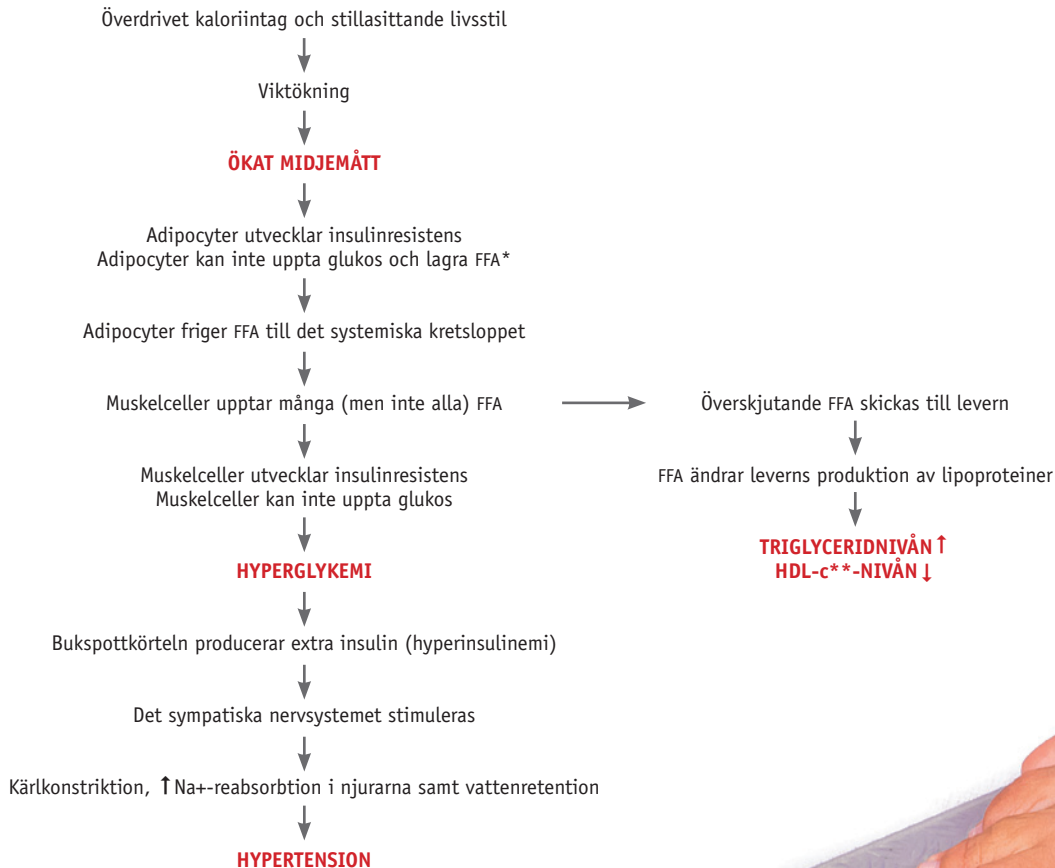 Överdrivet kaloriintag och stillasittande livsstil
Viktökning
ÖKAT MIDJEMÅTT
Adipocyter utvecklar insulinresistens
Adipocyter kan inte uppta glukos och lagra FFA*
Adipocyter friger FFA till det systemiska kretsloppet
Muskelceller upptar många (men inte alla) FFA
Muskelceller utvecklar insulinresistens
Muskelceller kan inte uppta glukos
HYPERGLYKEMI
Bukspottkörteln producerar extra insulin (hyperinsulinemi)
Det sympatiska nervsystemet stimuleras
Kärlkonstriktion, ↑Na+-reabsorbtion i njurarna samt vattenretention
HYPERTENSION
Överskjutande FFA skickas till levern
FFA ändrar leverns produktion av lipoproteiner
TRIGLYCERIDNIVÅN↑
HDL-c**-NIVÅN↓